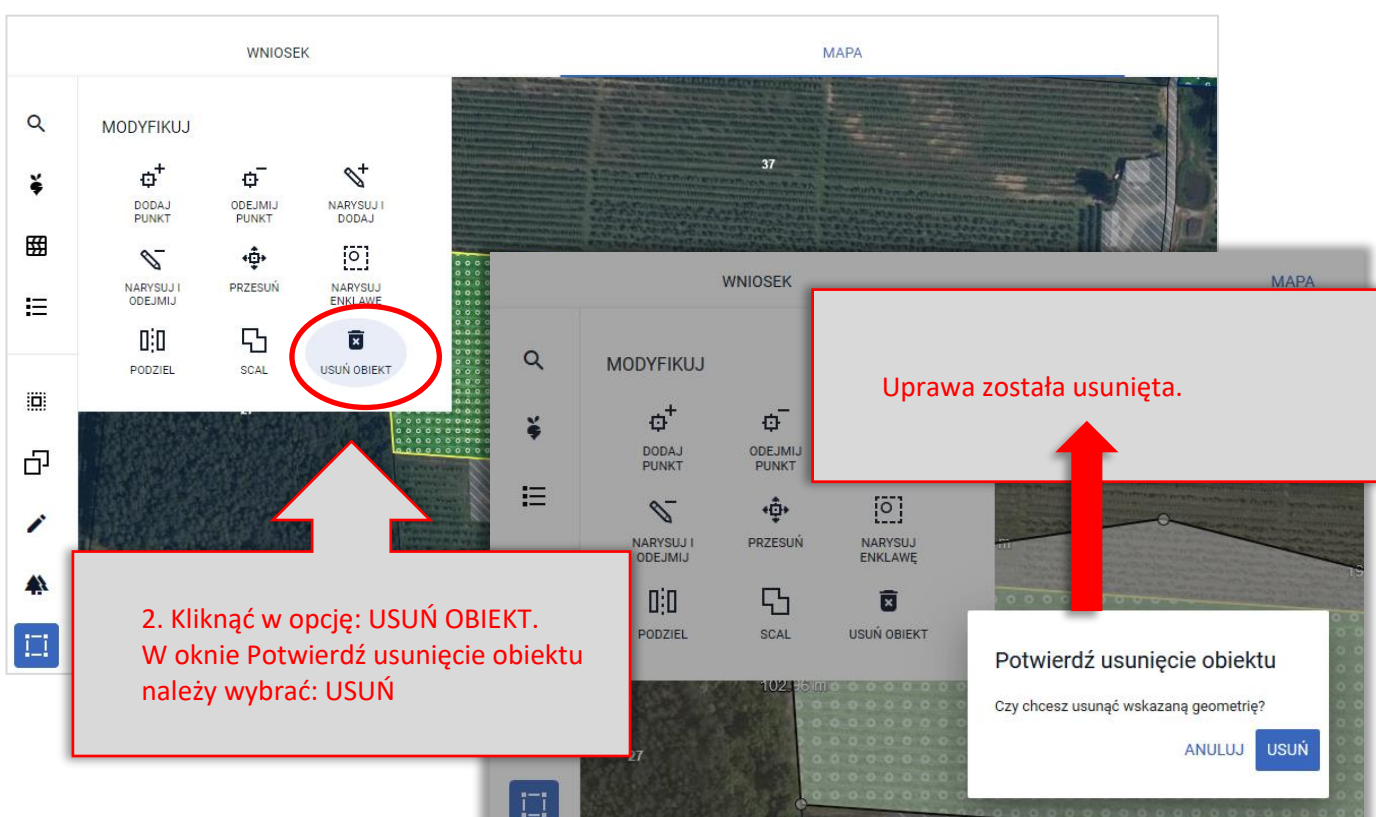 WNIOSEK
MAPA
MODYFIKUJ
DODAJ
PUNKT
ODEJMIJ
PUNKT
NARYSUJ I
DODAJ
NARYSUJ I
ODEJMIJ
PRZESUŃ
NARYSUJ
ENKLAWĘ
PODZIEL
SCAL
USUŃ OBIEKT
37
27
2. Kliknąć w opcję: USUŃ OBIEKT.
W oknie Potwierdź usunięcie obiektu
należy wybrać: USUŃ
WNIOSEK
MAPA
MODYFIKUJ
DODAJ
PUNKT
ODEJMIJ
PUNKT
NARYSUJ I
ODEJMIJ
PRZESUŃ
NARYSUJ
ENKLAWĘ
PODZIEL
SCAL
USUŃ OBIEKT
Uprawa została usunięta.
m
19
27
Potwierdź usunięcie obiektu
Czy chcesz usunąć wskazaną geometrię?
ANULUJ
USUŃ